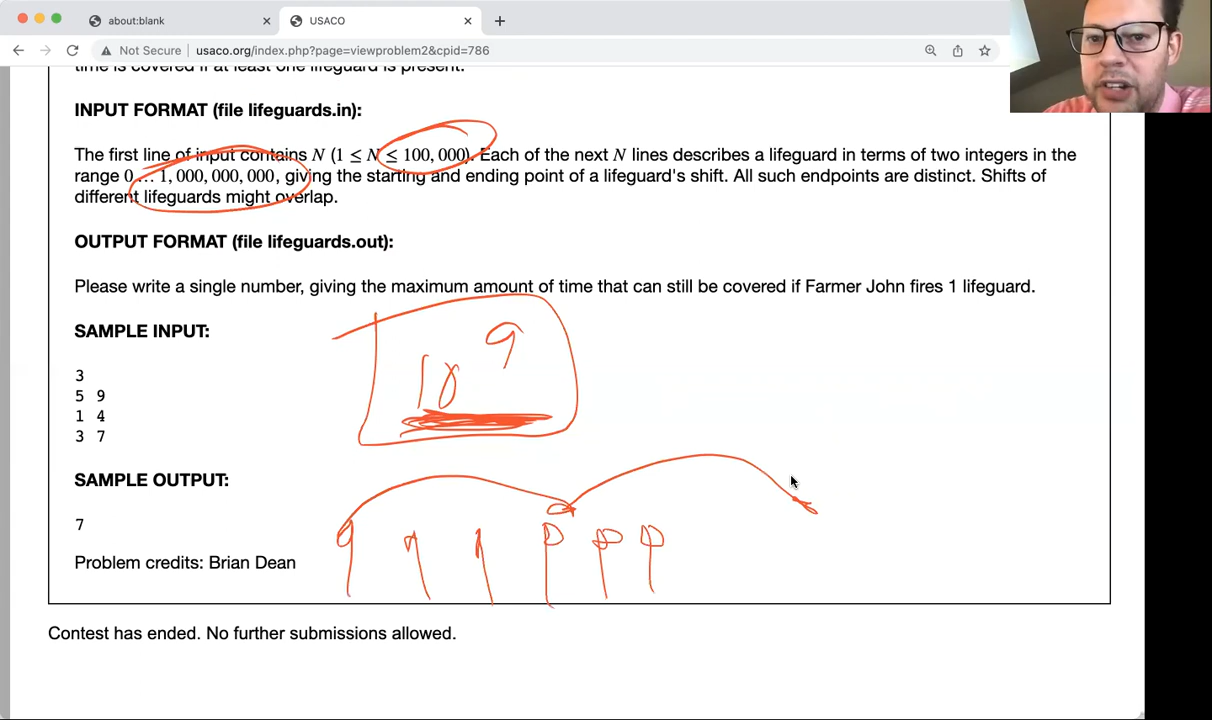 about:blank
USACO
Not Secure
usaco.org/index.php?page=viewproblem2&cpid=786
time is covered if at least one lifeguard is present.
INPUT FORMAT (file lifeguards.in):
The first line of input contains N (1 ≤ N ≤ 100,000). Each of the next N lines describes a lifeguard in terms of two integers in the
range 0...1,000,000,000, giving the starting and ending point of a lifeguard's shift. All such endpoints are distinct. Shifts of
different lifeguards might overlap.
OUTPUT FORMAT (file lifeguards.out):
Please write a single number, giving the maximum amount of time that can still be covered if Farmer John fires 1 lifeguard.
SAMPLE INPUT:
3
5 9
1 4
3 7
10 9
SAMPLE OUTPUT:
7
Problem credits: Brian Dean
Contest has ended. No further submissions allowed.